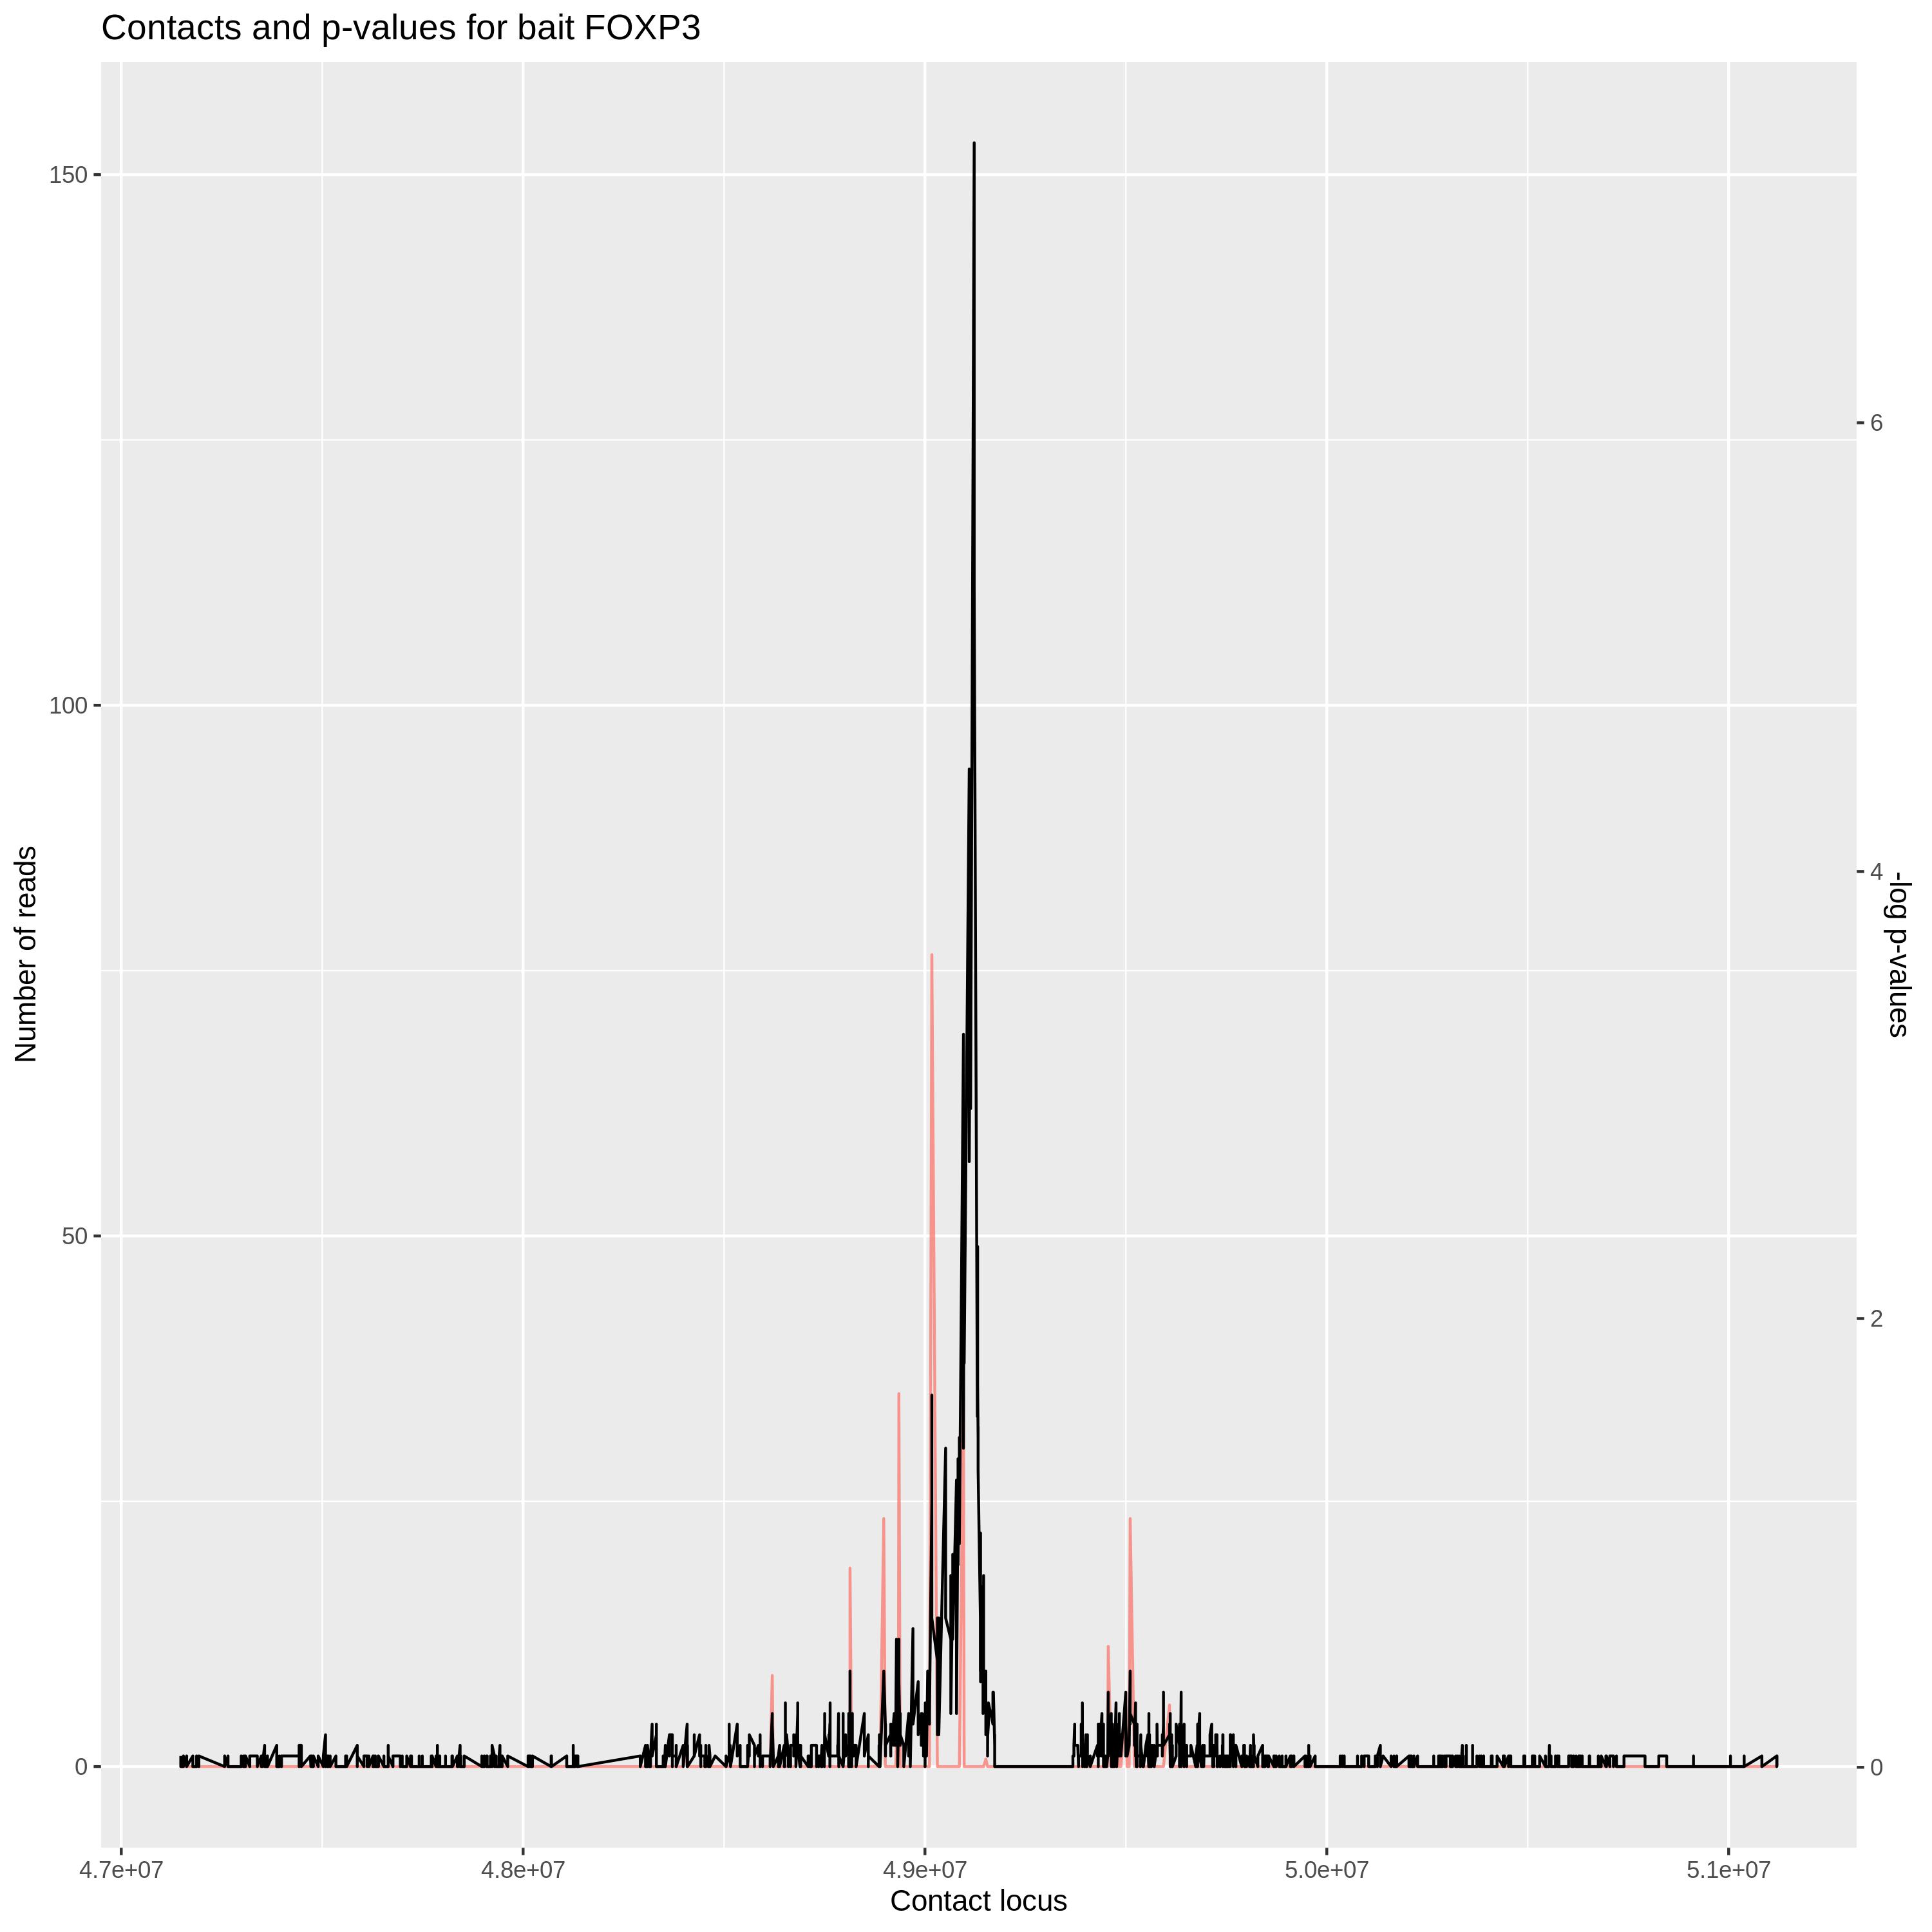 Contacts and p-values for bait FOXP3
150
100
50
0
Number of reads
6
4
2
0
-log p-values
4.7e+07
4.8e+07
4.9e+07
5.0e+07
5.1e+07
Contact locus